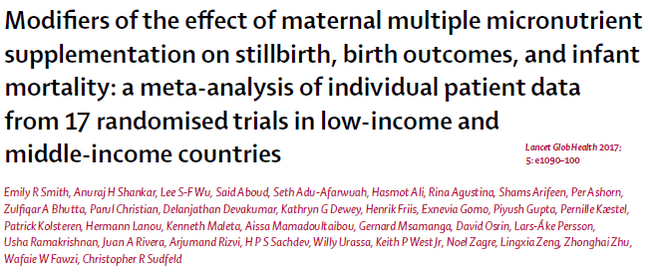 Modifiers of the effect of maternal multiple micronutrient
supplementation on stillbirth, birth outcomes, and infant
mortality: a meta-analysis of individual patient data
from 17 randomised trials in low-income and
middle-income countries
Lancet Glob Health 2017;
5: e1090–100
Emily R Smith, Anuraj H Shankar, Lee S-F Wu, Said Aboud, Seth Adu-Afarwuah, Hasmot Ali, Rina Agustina, Shams Arifeen, Per Ashorn,
Zulfiqar A Bhutta, Parul Christian, Delanjathan Devakumar, Kathryn G Dewey, Henrik Friis, Exnevia Gomo, Piyush Gupta, Pernille Kæstel,
Patrick Kolsteren, Hermann Lanou, Kenneth Maleta, Aissa Mamadoultaibou, Gernard Msamanga, David Osrin, Lars-Åke Persson,
Usha Ramakrishnan, Juan A Rivera, Arjumand Rizvi, H P S Sachdev, Willy Urassa, Keith P West Jr, Noel Zagre, Lingxia Zeng, Zhonghai Zhu,
Wafaie W Fawzi, Christopher R Sudfeld